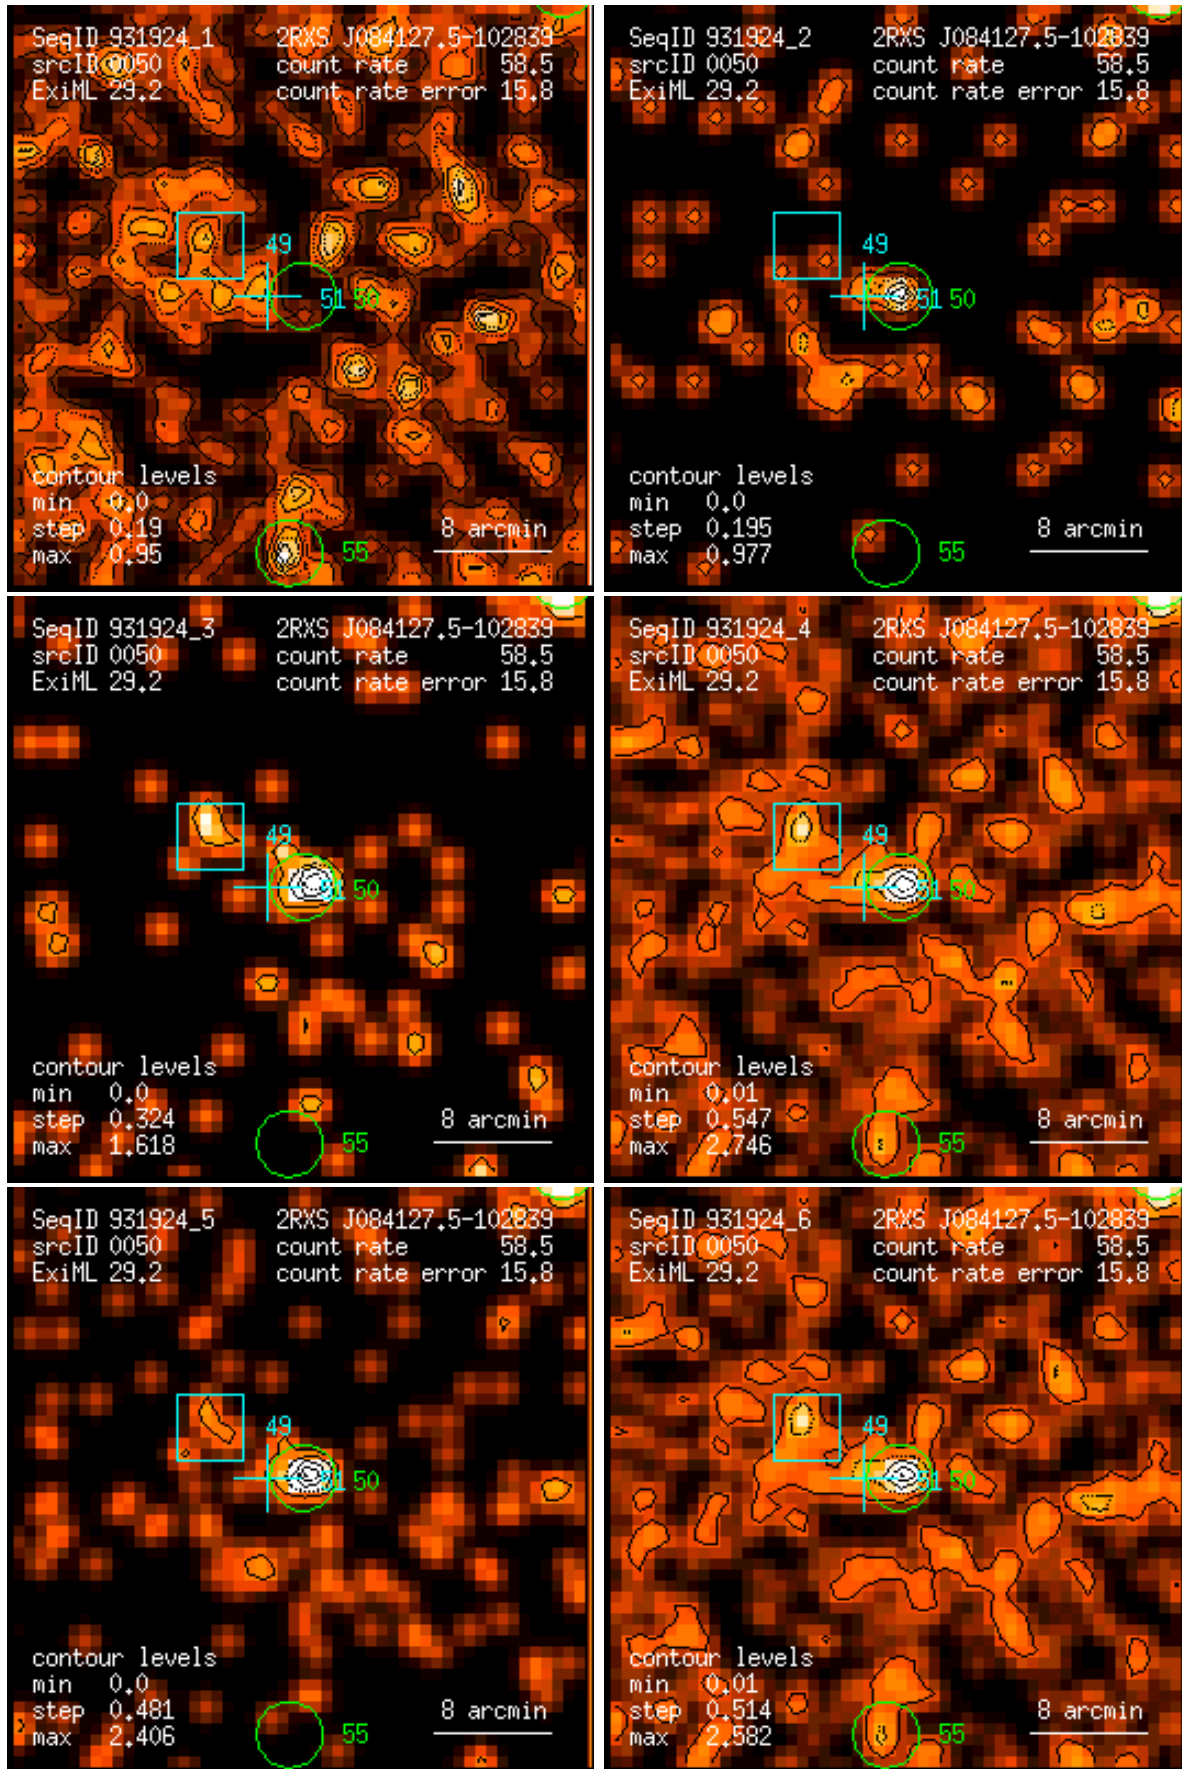 SeqID 931924_1 2RXS J084127.5-102839
srcID 0050 count rate 58.5
ExiML 29.2 count rate error 15.8
49
51 50
contour levels
min 0.0
step 0.19 8 arcmin
max 0.95 55
SeqID 931924_2 2RXS J084127.5-102839
srcID 0050 count rate 58.5
ExiML 29.2 count rate error 15.8
49
51 50
contour levels
min 0.0
step 0.195 8 arcmin
max 0.977 55
SeqID 931924_3 2RXS J084127.5-102839
srcID 0050 count rate 58.5
ExiML 29.2 count rate error 15.8
49
51 50
contour levels
min 0.0
step 0.324 8 arcmin
max 1.618 55
SeqID 931924_4 2RXS J084127.5-102839
srcID 0050 count rate 58.5
ExiML 29.2 count rate error 15.8
49
51 50
contour levels
min 0.01
step 0.547 8 arcmin
max 2.746 55
SeqID 931924_5 2RXS J084127.5-102839
srcID 0050 count rate 58.5
ExiML 29.2 count rate error 15.8
49
51 50
contour levels
min 0.0
step 0.481 8 arcmin
max 2.406 55
SeqID 931924_6 2RXS J084127.5-102839
srcID 0050 count rate 58.5
ExiML 29.2 count rate error 15.8
49
51 50
contour levels
min 0.01
step 0.514 8 arcmin
max 2.582 55